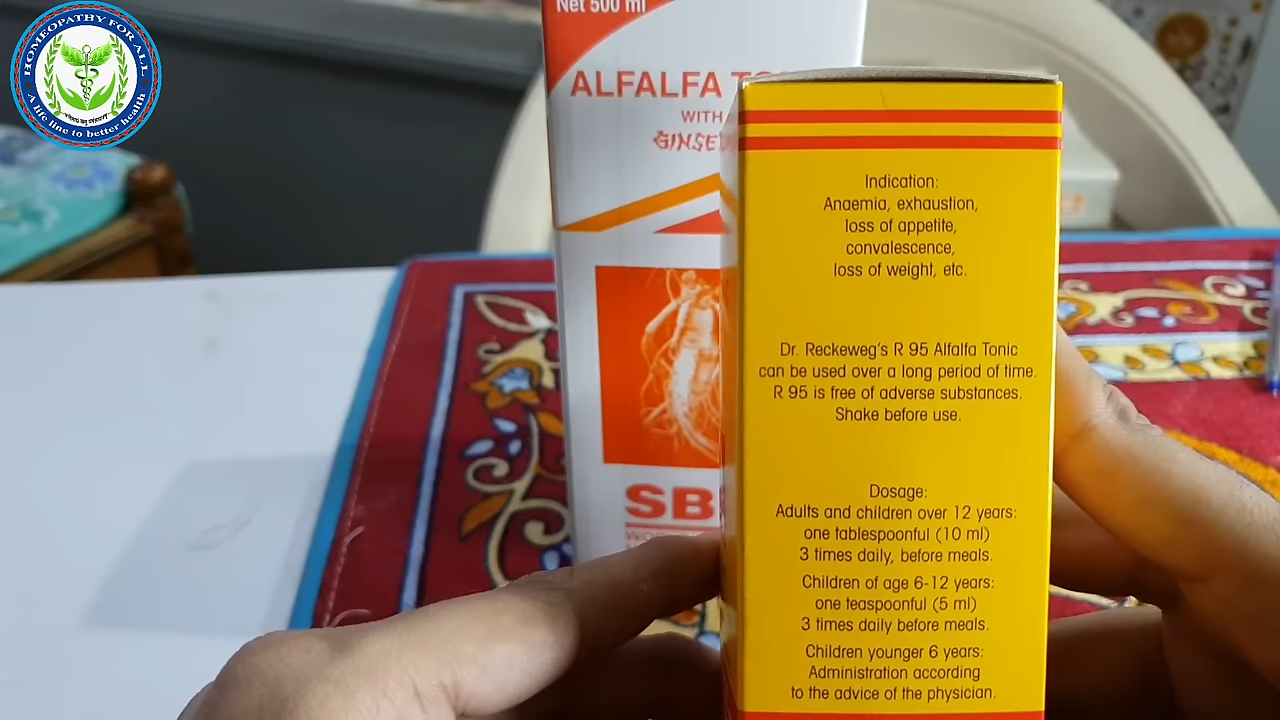 HOMEOPATHY FOR ALL
A life line to better health
Net 500 ml
ALFALFA
WITH
Indication:
Anaemia, exhaustion,
loss of appetite,
convalescence,
loss of weight, etc.
Dr. Reckeweg's R 95 Alfalfa Tonic
can be used over a long period of time.
R 95 is free of adverse substances.
Shake before use.
Dosage:
Adults and children over 12 years:
one tablespoonful (10 ml)
3 times daily, before meals.
Children of age 6-12 years:
one teaspoonful (5 ml)
3 times daily before meals.
Children younger 6 years:
Administration according
to the advice of the physician.